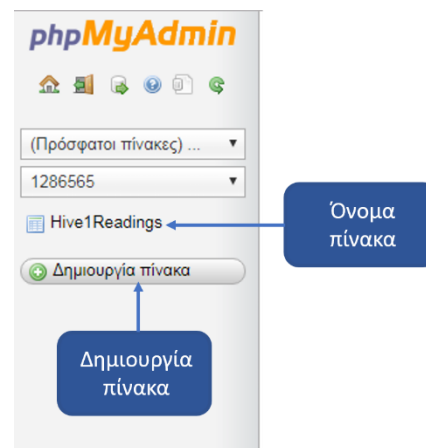 phpMyAdmin
(Πρόσφατοι πίνακες) ...
1286565
Hive1Readings
Όνομα
πίνακα
Δημιουργία πίνακα
Δημιουργία
πίνακα